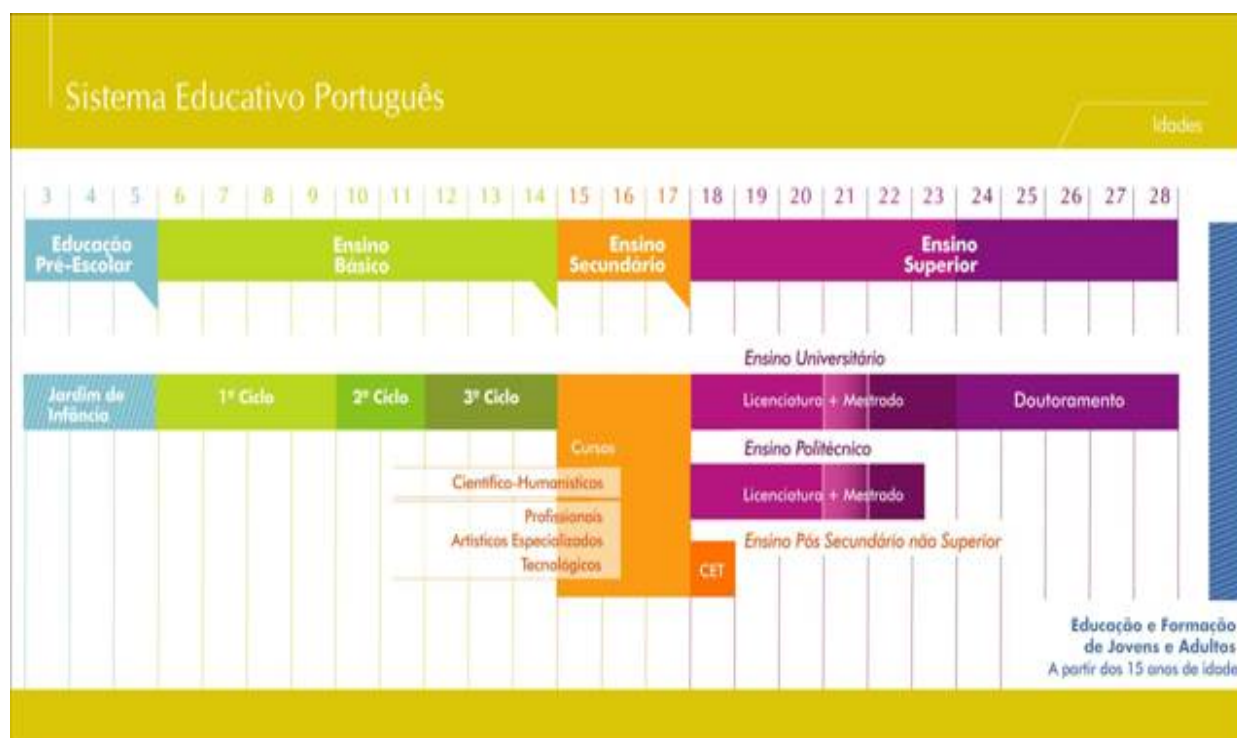 Sistema Educativo Português
Idades
3 4 5 6 7 8 9 10 11 12 13 14 15 16 17 18 19 20 21 22 23 24 25 26 27 28
Educação
Pré-Escolar
Ensino
Básico
Ensino
Secundário
Ensino
Superior
Ensino Universitário
Jardim de
Infância
1º Ciclo
2º Ciclo
3º Ciclo
Licenciatura + Mestrado
Doutoramento
Cursos
Ensino Politécnico
Científico-Humanísticos
Licenciatura + Mestrado
Profissionais
Artísticos Especializados
Tecnológicos
Ensino Pós Secundário não Superior
CET
Educação e Formação
de Jovens e Adultos
A partir dos 15 anos de idade